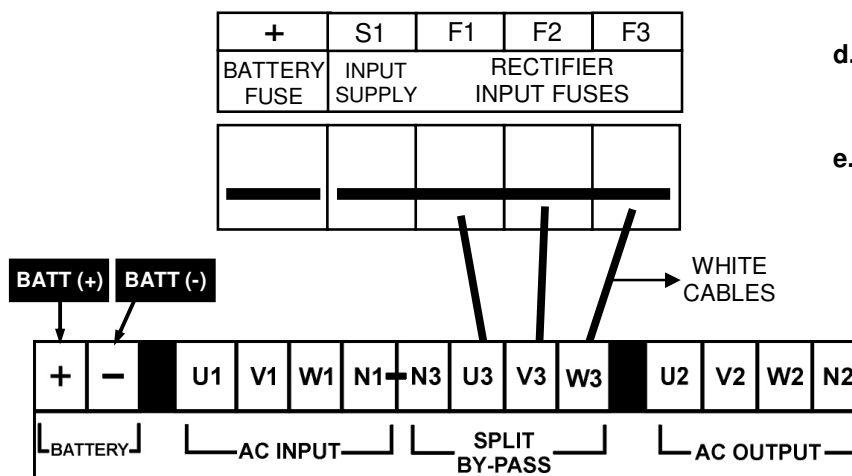 + S1 F1 F2 F3
BATTERY FUSE
INPUT SUPPLY
RECTIFIER INPUT FUSES
d.
e.
BATT (+) BATT (-)
WHITE
CABLES
+ − U1 V1 W1 N1 N3 U3 V3 W3 U2 V2 W2 N2
BATTERY AC INPUT SPLIT BY-PASS AC OUTPUT